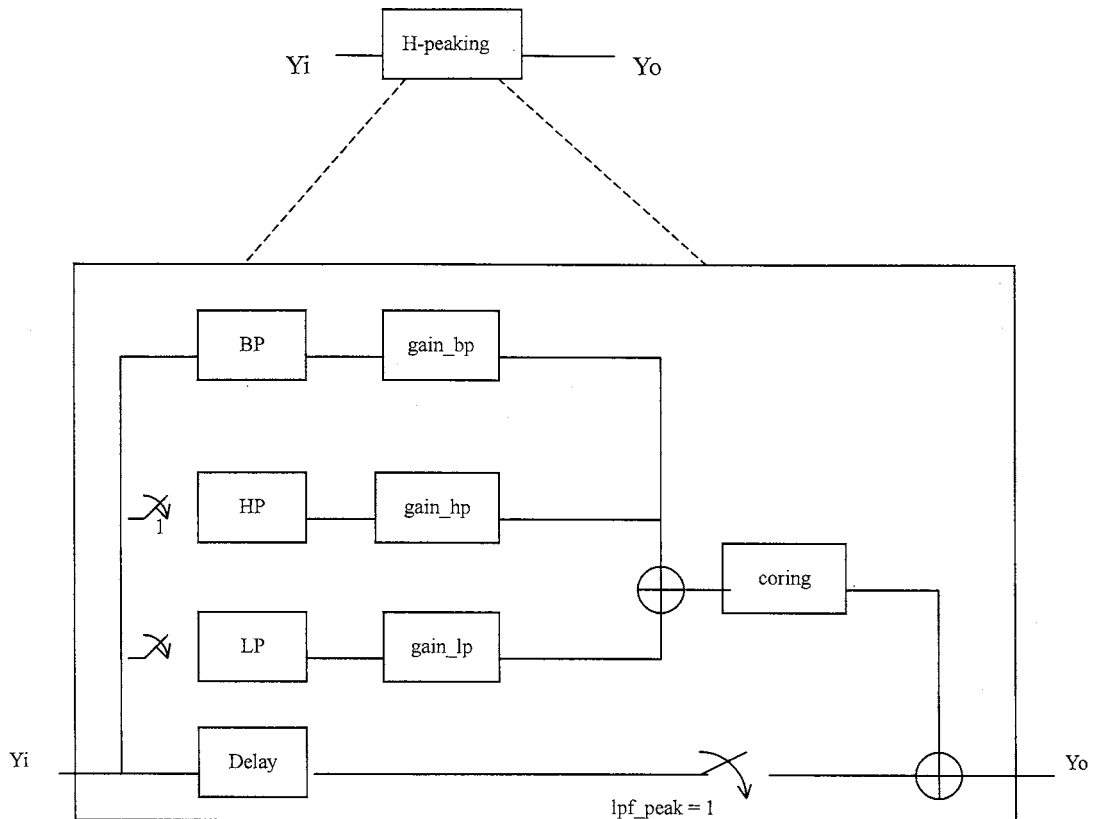 H-peaking
Yi
Yo
BP
gain_bp
HP
gain_hp
1
coring
LP
gain_lp
Yi
Delay
Yo
lpf_peak = 1